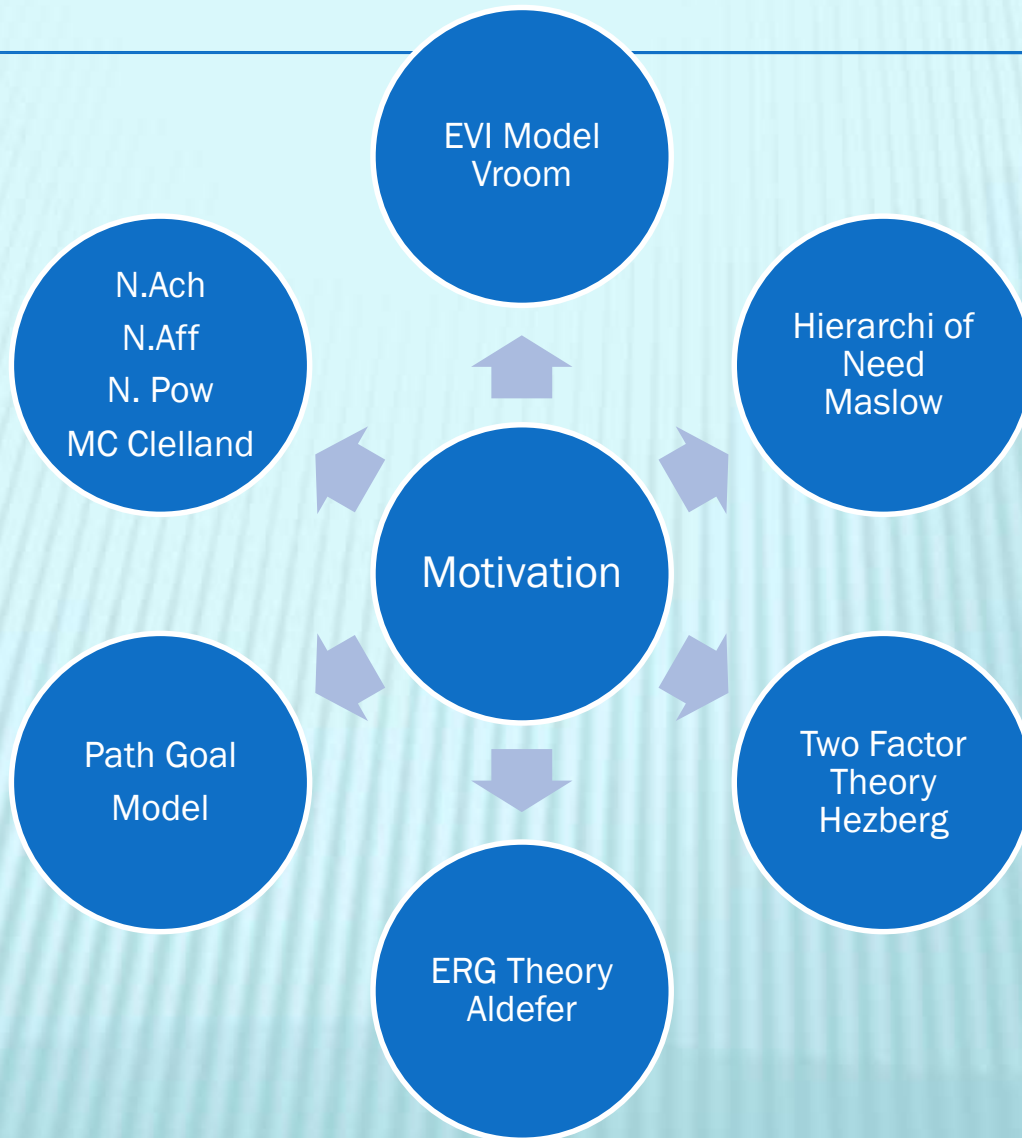 EVI Model
Vroom
N.Ach
N.Aff
N. Pow
MC Clelland
Hierarchi of
Need
Maslow
Motivation
Path Goal
Model
Two Factor
Theory
Hezberg
ERG Theory
Aldefer